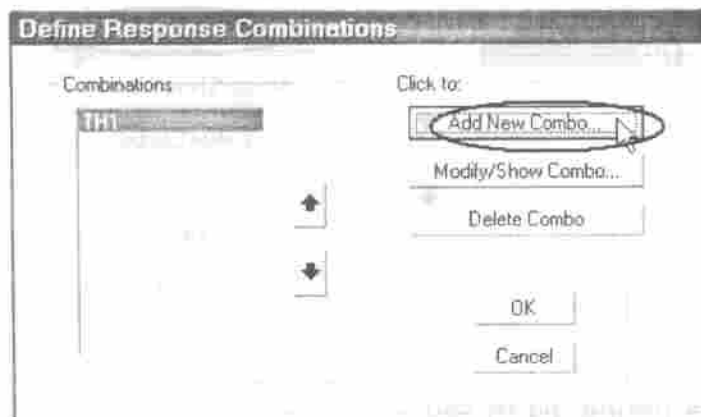 Define Response Combinations
Combinations
Click to:
TH1
Add New Combo...
Modify/Show Combo...
Delete Combo
OK
Cancel